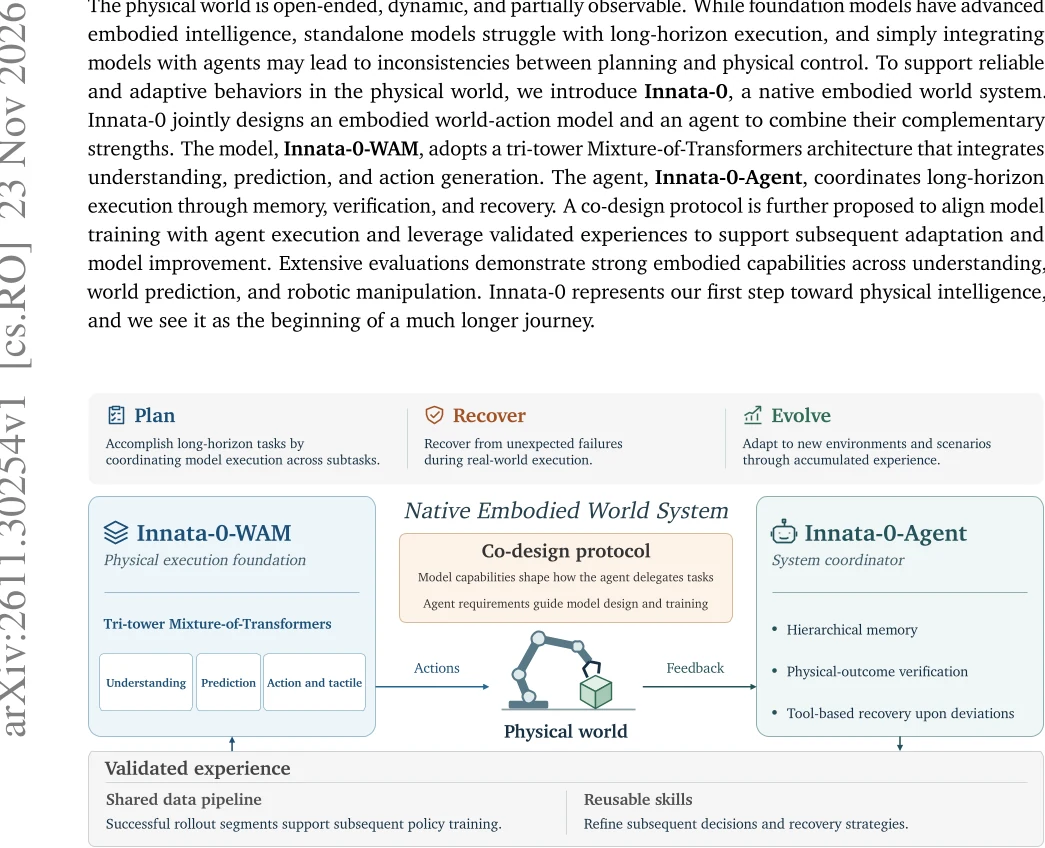 The physical world is open-ended, dynamic, and partially observable. While foundation models have advanced
embodied intelligence, standalone models struggle with long-horizon execution, and simply integrating
models with agents may lead to inconsistencies between planning and physical control. To support reliable
and adaptive behaviors in the physical world, we introduce Innata-0, a native embodied world system.
Innata-0 jointly designs an embodied world-action model and an agent to combine their complementary
strengths. The model, Innata-0-WAM, adopts a tri-tower Mixture-of-Transformers architecture that integrates
understanding, prediction, and action generation. The agent, Innata-0-Agent, coordinates long-horizon
execution through memory, verification, and recovery. A co-design protocol is further proposed to align model
training with agent execution and leverage validated experiences to support subsequent adaptation and
model improvement. Extensive evaluations demonstrate strong embodied capabilities across understanding,
world prediction, and robotic manipulation. Innata-0 represents our first step toward physical intelligence,
and we see it as the beginning of a much longer journey.
arXiv:2611.30254v1 [cs.RO] 23 Nov 2026
Plan
Accomplish long-horizon tasks by
coordinating model execution across subtasks.
Recover
Recover from unexpected failures
during real-world execution.
Evolve
Adapt to new environments and scenarios
through accumulated experience.
Innata-0-WAM
Physical execution foundation
Tri-tower Mixture-of-Transformers
Understanding
Prediction
Action and tactile
Native Embodied World System
Co-design protocol
Model capabilities shape how the agent delegates tasks
Agent requirements guide model design and training
Actions
Feedback
Physical world
Innata-0-Agent
System coordinator
• Hierarchical memory
• Physical-outcome verification
• Tool-based recovery upon deviations
Validated experience
Shared data pipeline
Successful rollout segments support subsequent policy training.
Reusable skills
Refine subsequent decisions and recovery strategies.